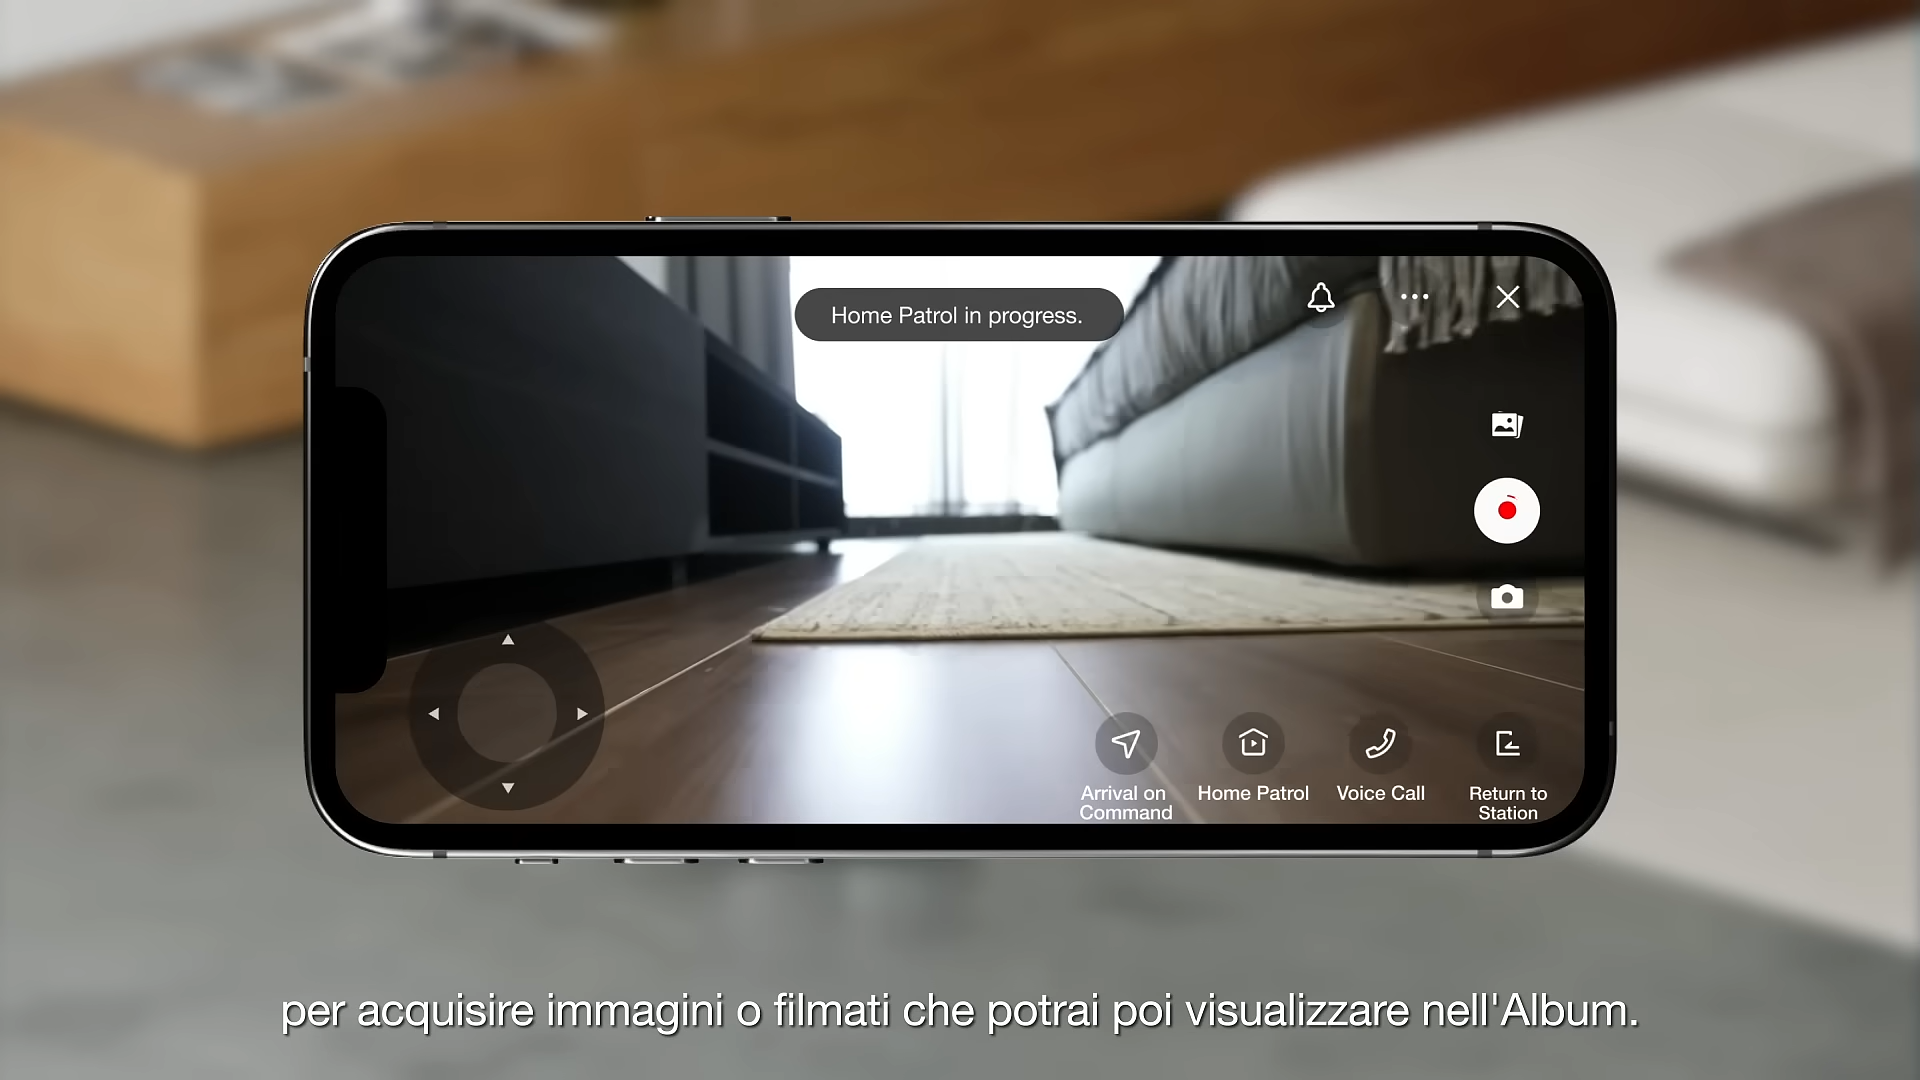 Home Patrol in progress.
Arrival on
Command
Home Patrol
Voice Call
Return to
Station
per acquisire immagini o filmati che potrai poi visualizzare nell'Album.